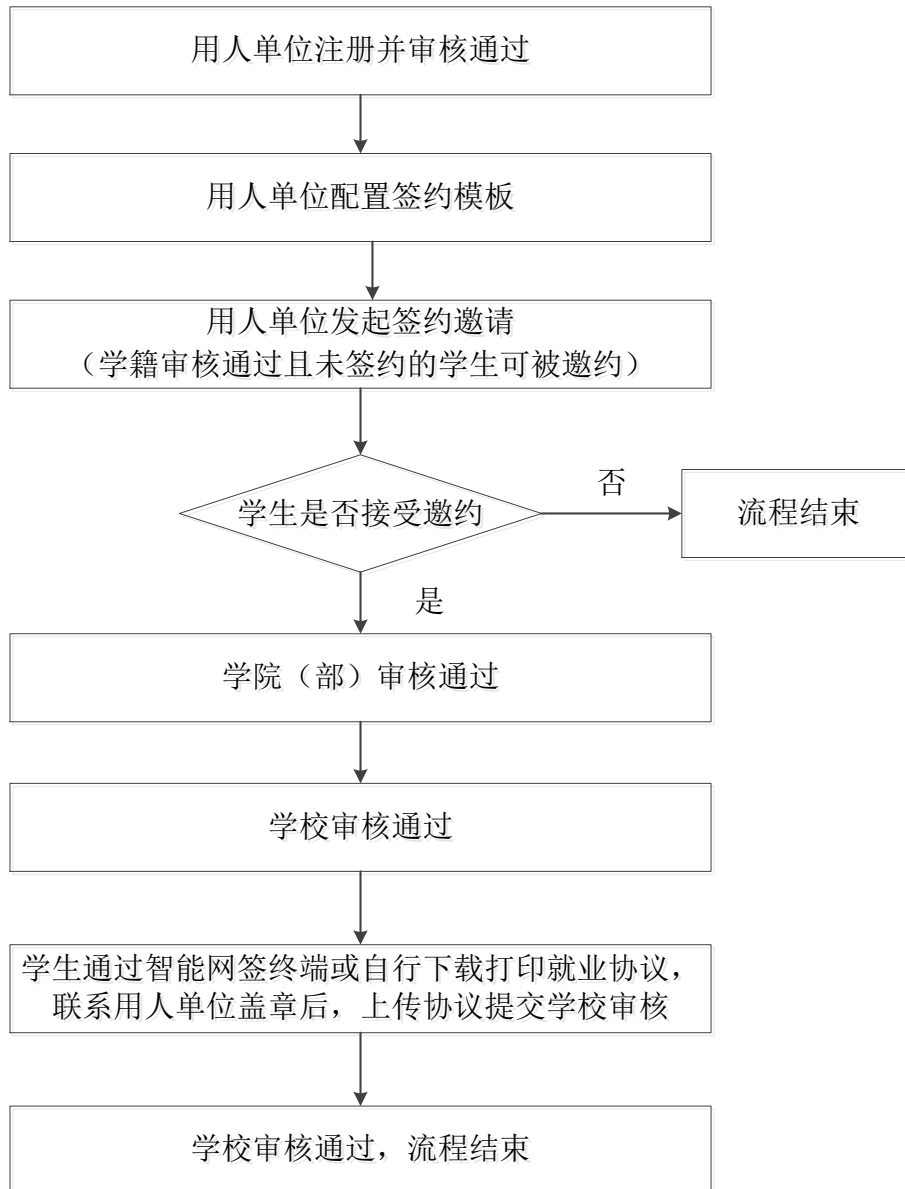 用人单位注册并审核通过
用人单位配置签约模板
用人单位发起签约邀请
（学籍审核通过且未签约的学生可被邀约）
学生是否接受邀约
否
流程结束
是
学院（部）审核通过
学校审核通过
学生通过智能网签终端或自行下载打印就业协议，
联系用人单位盖章后，上传协议提交学校审核
学校审核通过，流程结束